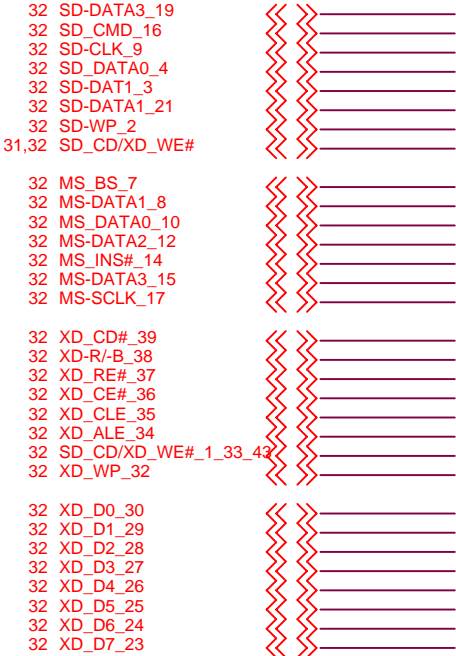 32 SD-DATA3_19
32 SD_CMD_16
32 SD-CLK_9
32 SD_DATA0_4
32 SD-DAT1_3
32 SD-DATA1_21
32 SD-WP_2
31,32 SD_CD/XD_WE#
32 MS_BS_7
32 MS-DATA1_8
32 MS_DATA0_10
32 MS-DATA2_12
32 MS_INS#_14
32 MS-DATA3_15
32 MS-SCLK_17
32 XD_CD#_39
32 XD-R/-B_38
32 XD_RE#_37
32 XD_CE#_36
32 XD_CLE_35
32 XD_ALE_34
32 SD_CD/XD_WE#_1_33_43
32 XD_WP_32
32 XD_D0_30
32 XD_D1_29
32 XD_D2_28
32 XD_D3_27
32 XD_D4_26
32 XD_D5_25
32 XD_D6_24
32 XD_D7_23